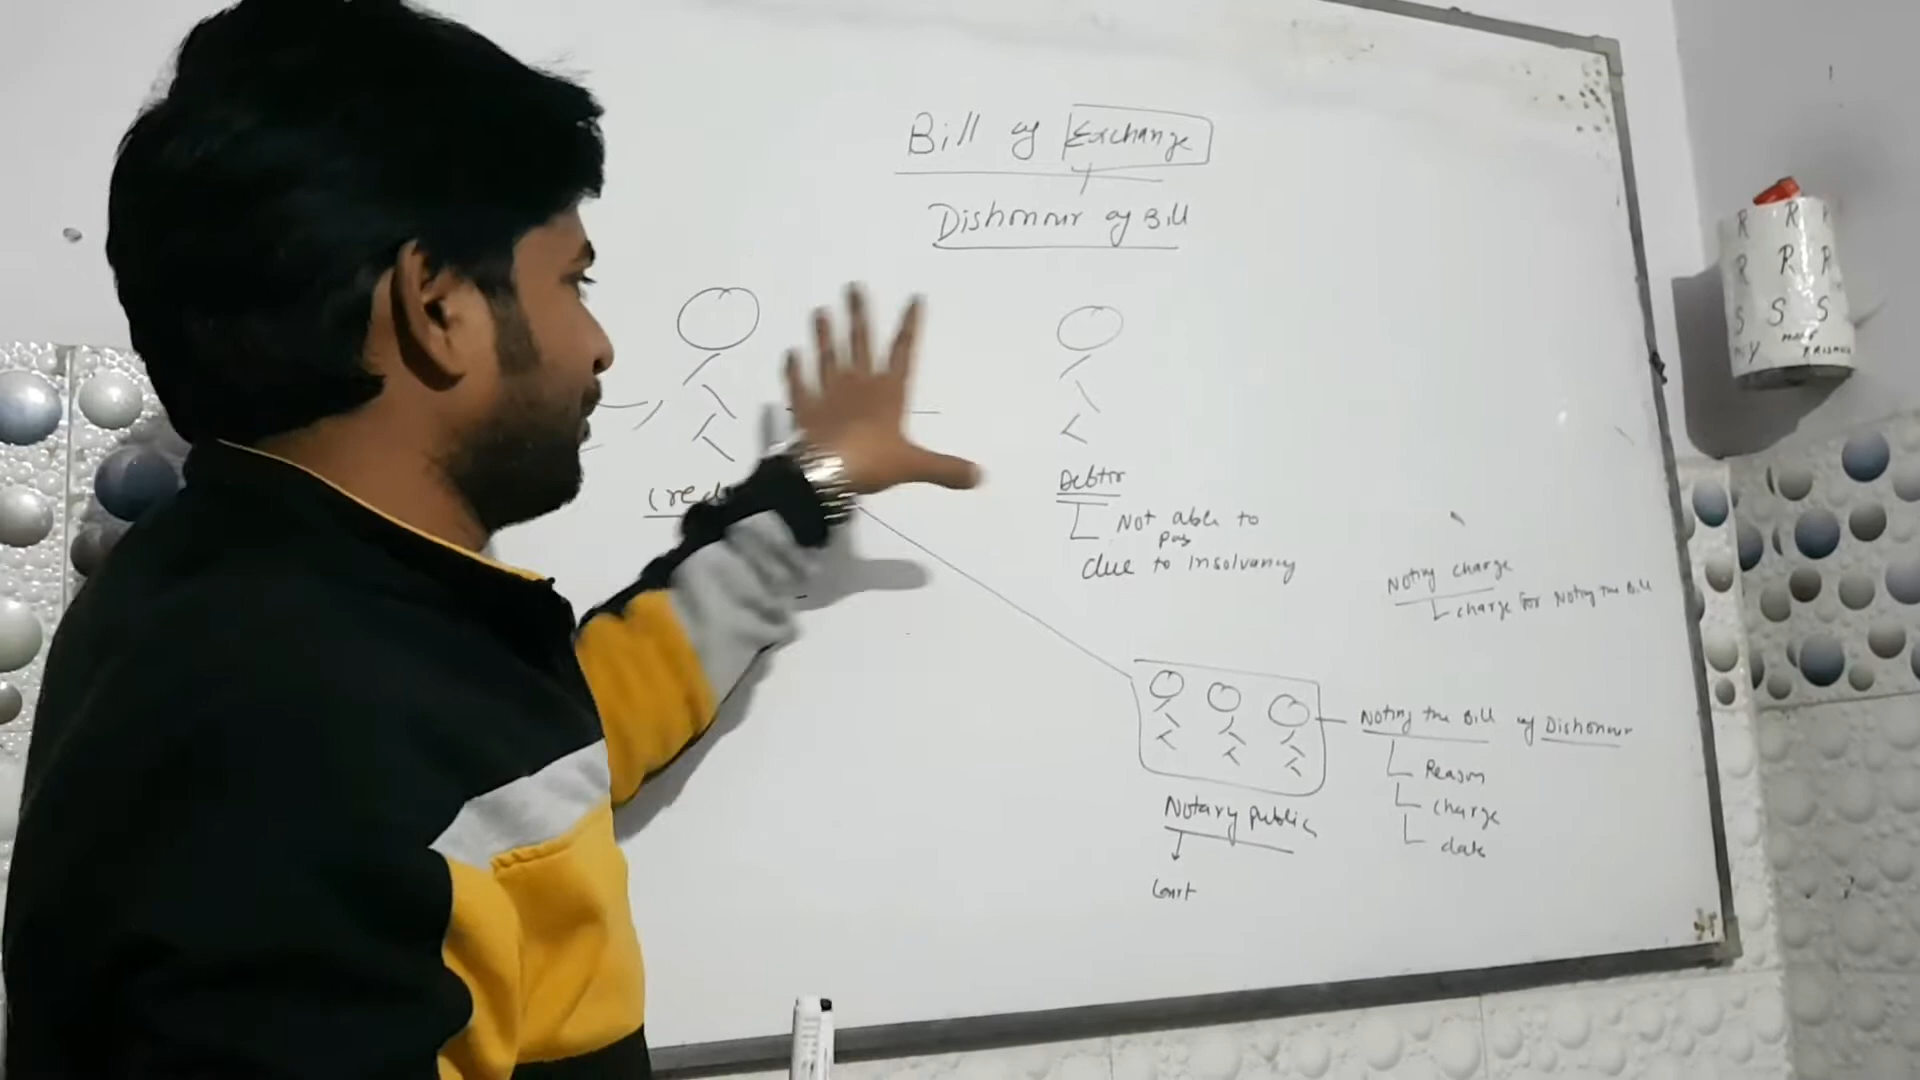 Bill of Exchange
Dishonour of Bill
Debtor
Not able to
pay
due to Insolvancy
Noting charge
charge for Noting the Bill
Noting the Bill of Dishonour
Reason
charge
date
Notary public
Court
R R R
R R R
S S S